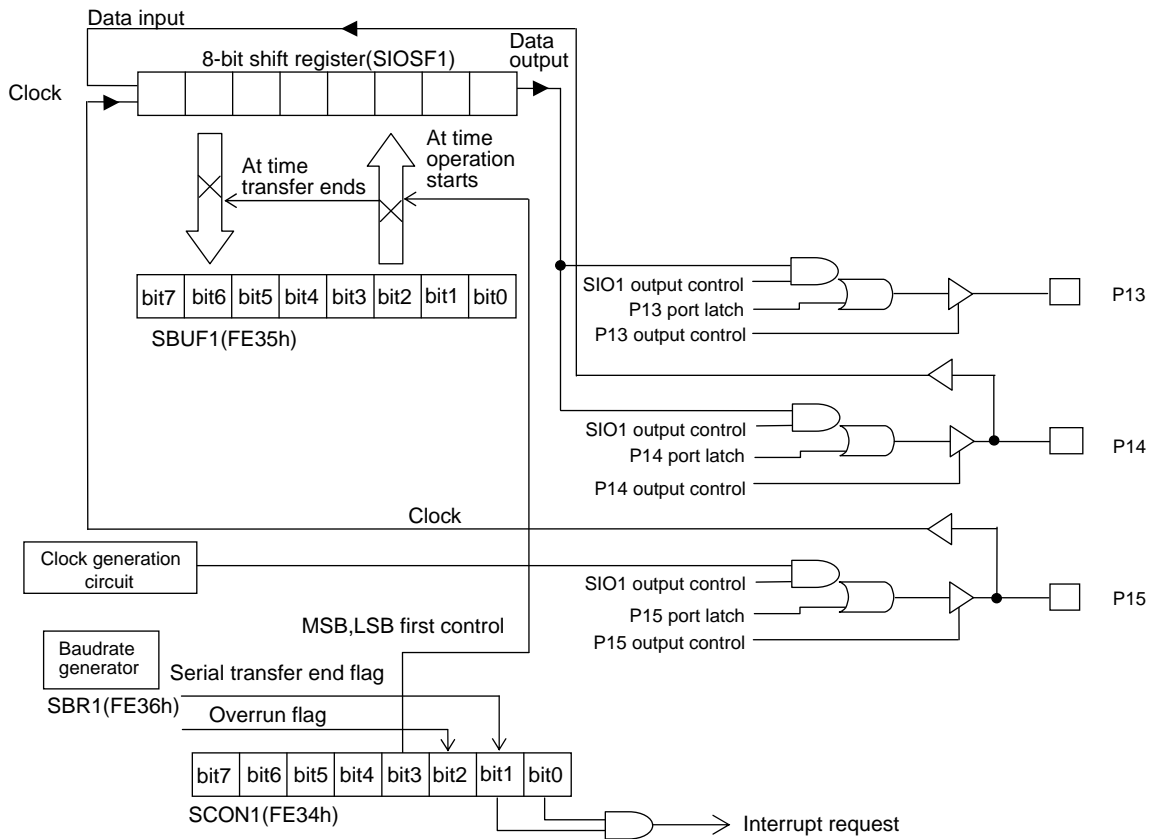 Data input
8-bit shift register(SIOSF1)
Data
output
Clock
At time
transfer ends
At time
operation
starts
bit7 bit6 bit5 bit4 bit3 bit2 bit1 bit0
SBUF1(FE35h)
SIO1 output control
P13 port latch
P13 output control
P13
SIO1 output control
P14 port latch
P14 output control
P14
Clock
Clock generation
circuit
SIO1 output control
P15 port latch
P15 output control
P15
MSB,LSB first control
Baudrate
generator
SBR1(FE36h)
Serial transfer end flag
Overrun flag
bit7 bit6 bit5 bit4 bit3 bit2 bit1 bit0
SCON1(FE34h)
Interrupt request